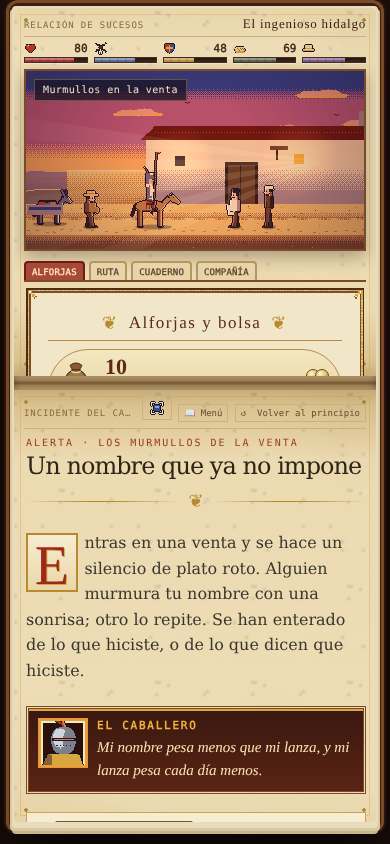 RELACIÓN DE SUCESOS
El ingenioso hidalgo
80 48 69
Murmullos en la venta
ALFORJAS RUTA CUADERNO COMPAÑÍA
Alforjas y bolsa
10
INCIDENTE DEL CA… Menú ↺ Volver al principio
ALERTA · LOS MURMULLOS DE LA VENTA
Un nombre que ya no impone
Entras en una venta y se hace un
silencio de plato roto. Alguien
murmura tu nombre con una
sonrisa; otro lo repite. Se han enterado
de lo que hiciste, o de lo que dicen que
hiciste.
EL CABALLERO
Mi nombre pesa menos que mi lanza, y mi
lanza pesa cada día menos.